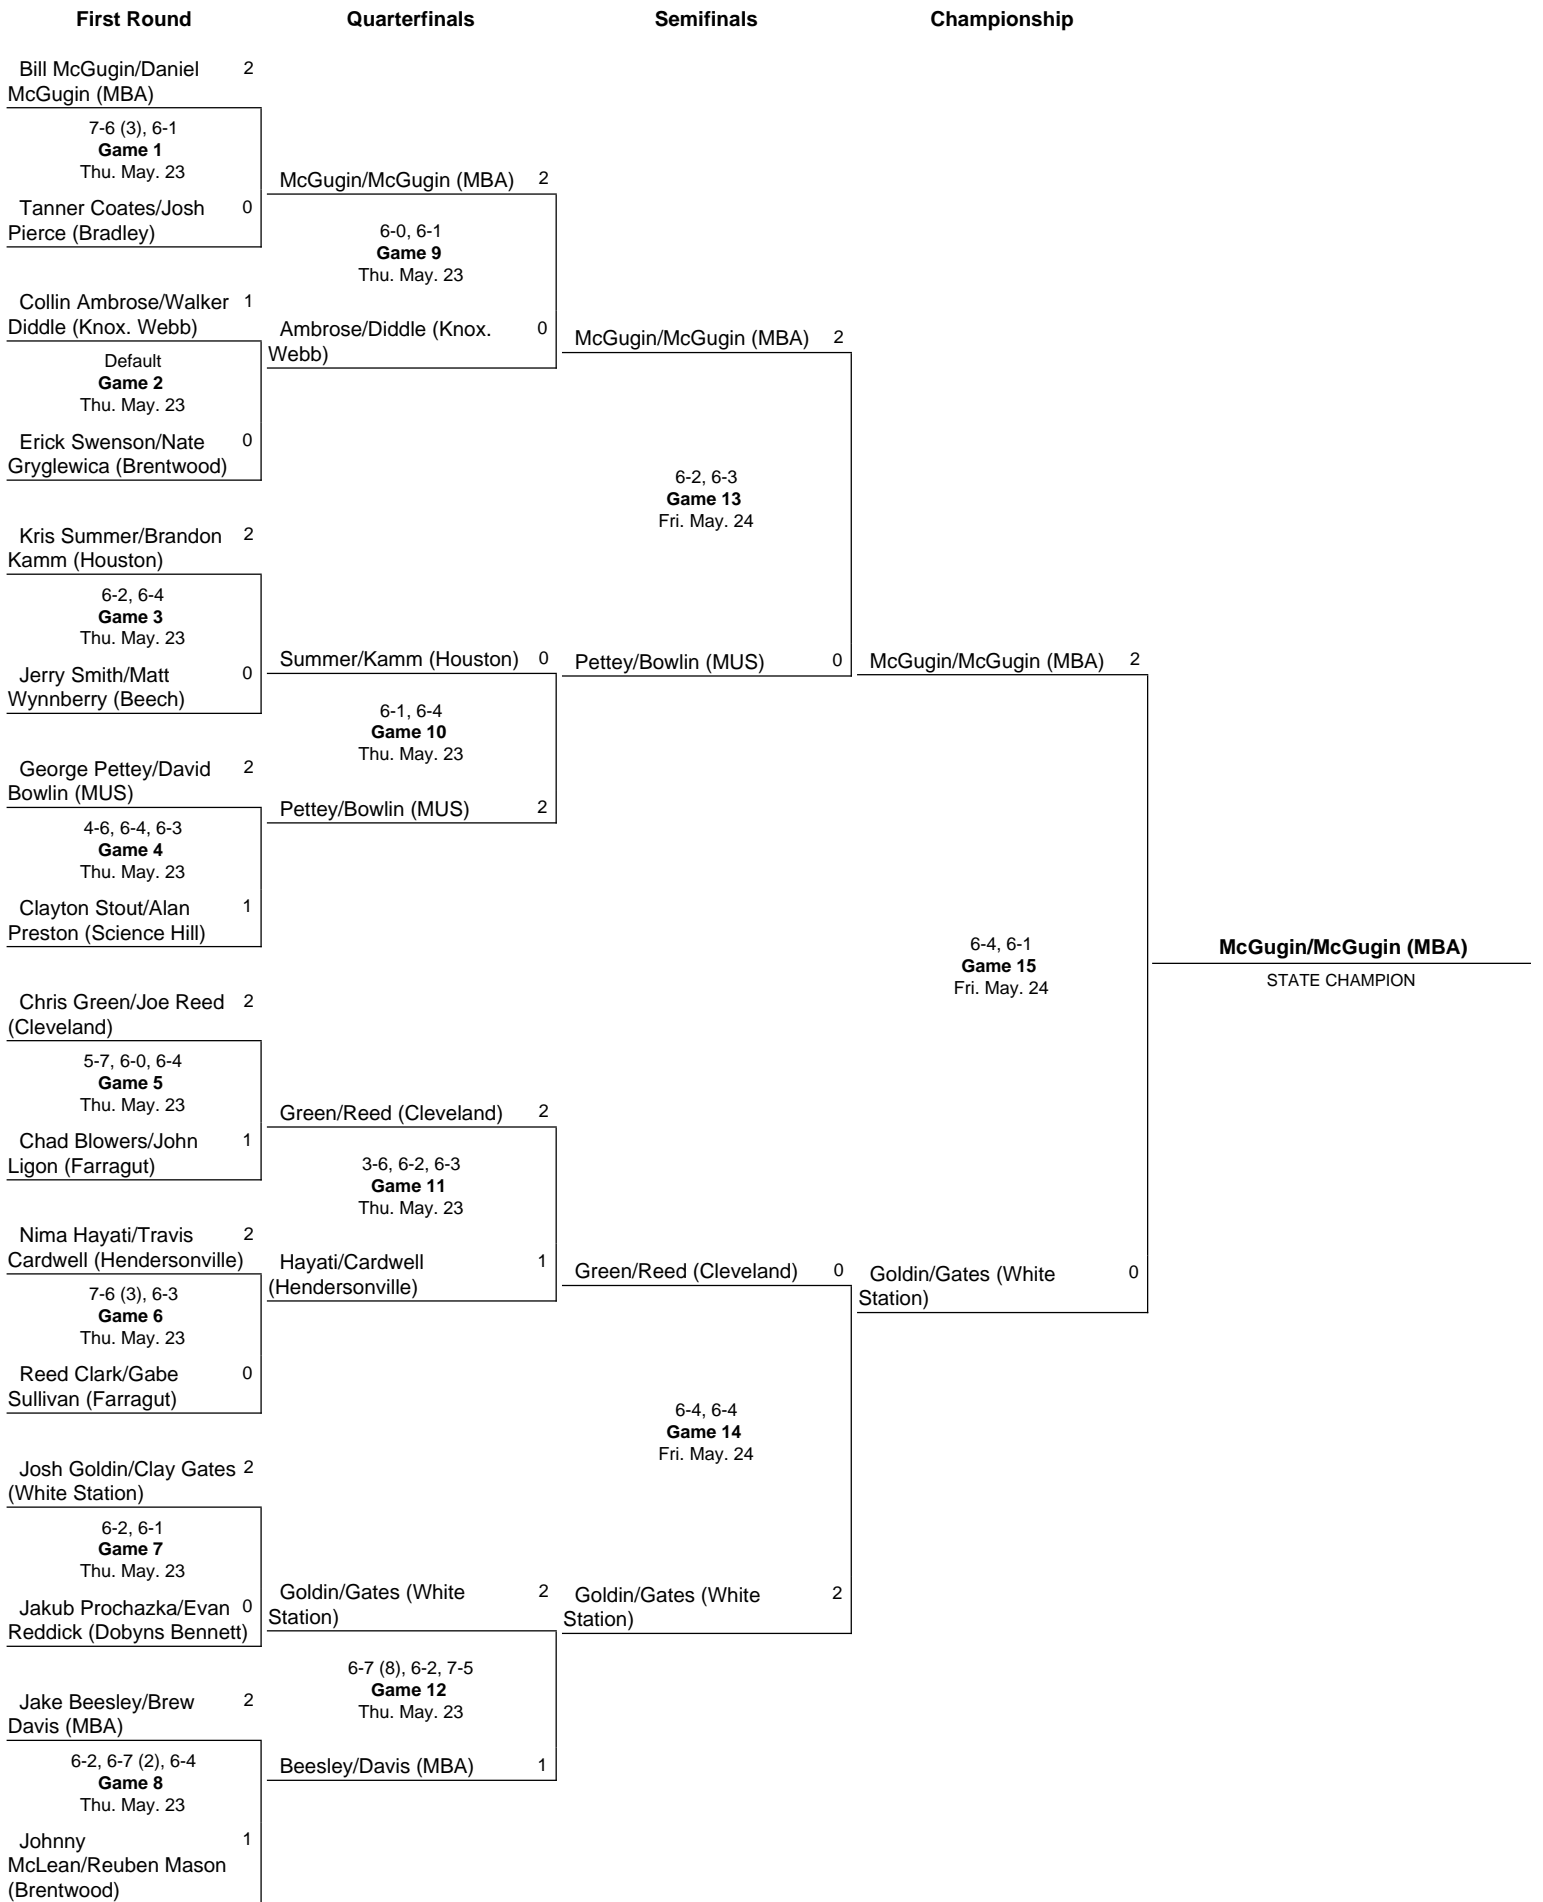 First Round
Quarterfinals
Semifinals
Championship
Bill McGugin/Daniel 2
McGugin (MBA)
7-6 (3), 6-1
Game 1
Thu. May. 23
Tanner Coates/Josh 0
Pierce (Bradley)
Collin Ambrose/Walker 1
Diddle (Knox. Webb)
Default
Game 2
Thu. May. 23
Erick Swenson/Nate 0
Gryglewica (Brentwood)
Kris Summer/Brandon 2
Kamm (Houston)
6-2, 6-4
Game 3
Thu. May. 23
Jerry Smith/Matt 0
Wynnberry (Beech)
George Pettey/David 2
Bowlin (MUS)
4-6, 6-4, 6-3
Game 4
Thu. May. 23
Clayton Stout/Alan 1
Preston (Science Hill)
Chris Green/Joe Reed 2
(Cleveland)
5-7, 6-0, 6-4
Game 5
Thu. May. 23
Chad Blowers/John 1
Ligon (Farragut)
Nima Hayati/Travis 2
Cardwell (Hendersonville)
7-6 (3), 6-3
Game 6
Thu. May. 23
Reed Clark/Gabe 0
Sullivan (Farragut)
Josh Goldin/Clay Gates 2
(White Station)
6-2, 6-1
Game 7
Thu. May. 23
Jakub Prochazka/Evan 0
Reddick (Dobyns Bennett)
Jake Beesley/Brew 2
Davis (MBA)
6-2, 6-7 (2), 6-4
Game 8
Thu. May. 23
Johnny 1
McLean/Reuben Mason
(Brentwood)
McGugin/McGugin (MBA) 2
6-0, 6-1
Game 9
Thu. May. 23
Ambrose/Diddle (Knox. 0
Webb)
Summer/Kamm (Houston) 0
6-1, 6-4
Game 10
Thu. May. 23
Pettey/Bowlin (MUS) 2
Green/Reed (Cleveland) 2
3-6, 6-2, 6-3
Game 11
Thu. May. 23
Hayati/Cardwell 1
(Hendersonville)
Goldin/Gates (White 2
Station)
6-7 (8), 6-2, 7-5
Game 12
Thu. May. 23
Beesley/Davis (MBA) 1
McGugin/McGugin (MBA) 2
6-2, 6-3
Game 13
Fri. May. 24
Pettey/Bowlin (MUS) 0
Green/Reed (Cleveland) 0
6-4, 6-4
Game 14
Fri. May. 24
Goldin/Gates (White 2
Station)
McGugin/McGugin (MBA) 2
6-4, 6-1
Game 15
Fri. May. 24
Goldin/Gates (White 0
Station)
McGugin/McGugin (MBA)
STATE CHAMPION